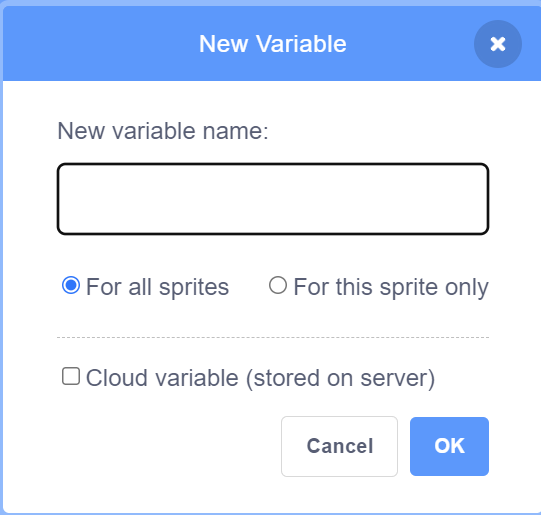 New Variable
New variable name:
For all sprites For this sprite only
Cloud variable (stored on server)
Cancel OK